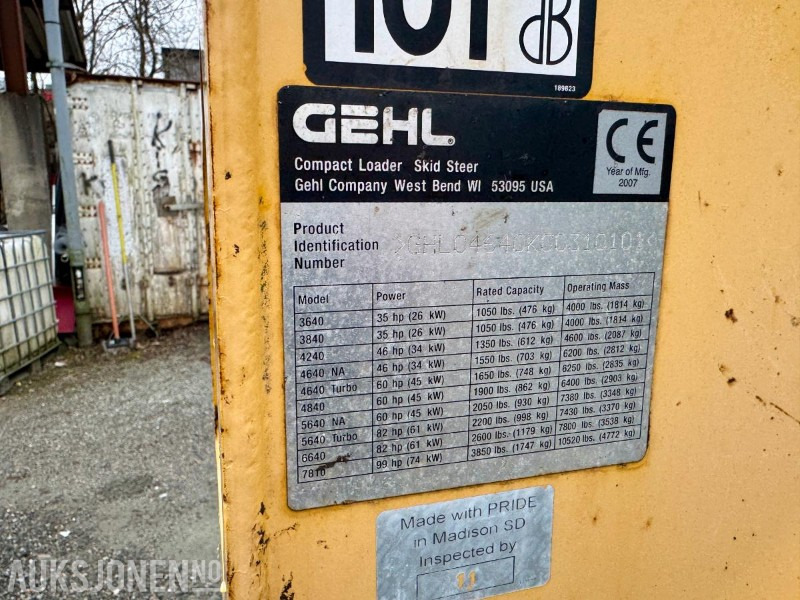 101 dB
189823
GEHL
Compact Loader Skid Steer
Gehl Company West Bend WI 53095 USA
CE
Year of Mfg.
2007
Product
Identification
Number
Model Power Rated Capacity Operating Mass
3640 35 hp (26 kW) 1050 lbs. (476 kg) 4000 lbs. (1814 kg)
3840 35 hp (26 kW) 1050 lbs. (476 kg) 4000 lbs. (1814 kg)
4240 46 hp (34 kW) 1350 lbs. (612 kg) 4600 lbs. (2087 kg)
4640 NA 46 hp (34 kW) 1550 lbs. (703 kg) 6200 lbs. (2812 kg)
4640 Turbo 60 hp (45 kW) 1650 lbs. (748 kg) 6250 lbs. (2835 kg)
4840 60 hp (45 kW) 1900 lbs. (862 kg) 6400 lbs. (2903 kg)
5640 NA 60 hp (45 kW) 2050 lbs. (930 kg) 7380 lbs. (3348 kg)
5640 Turbo 82 hp (61 kW) 2200 lbs. (998 kg) 7430 lbs. (3370 kg)
6640 82 hp (61 kW) 2600 lbs. (1179 kg) 7800 lbs. (3538 kg)
7810 99 hp (74 kW) 3850 lbs. (1747 kg) 10520 lbs. (4772 kg)
Made with PRIDE
in Madison SD
Inspected by
11
AUKSJONEN.NO